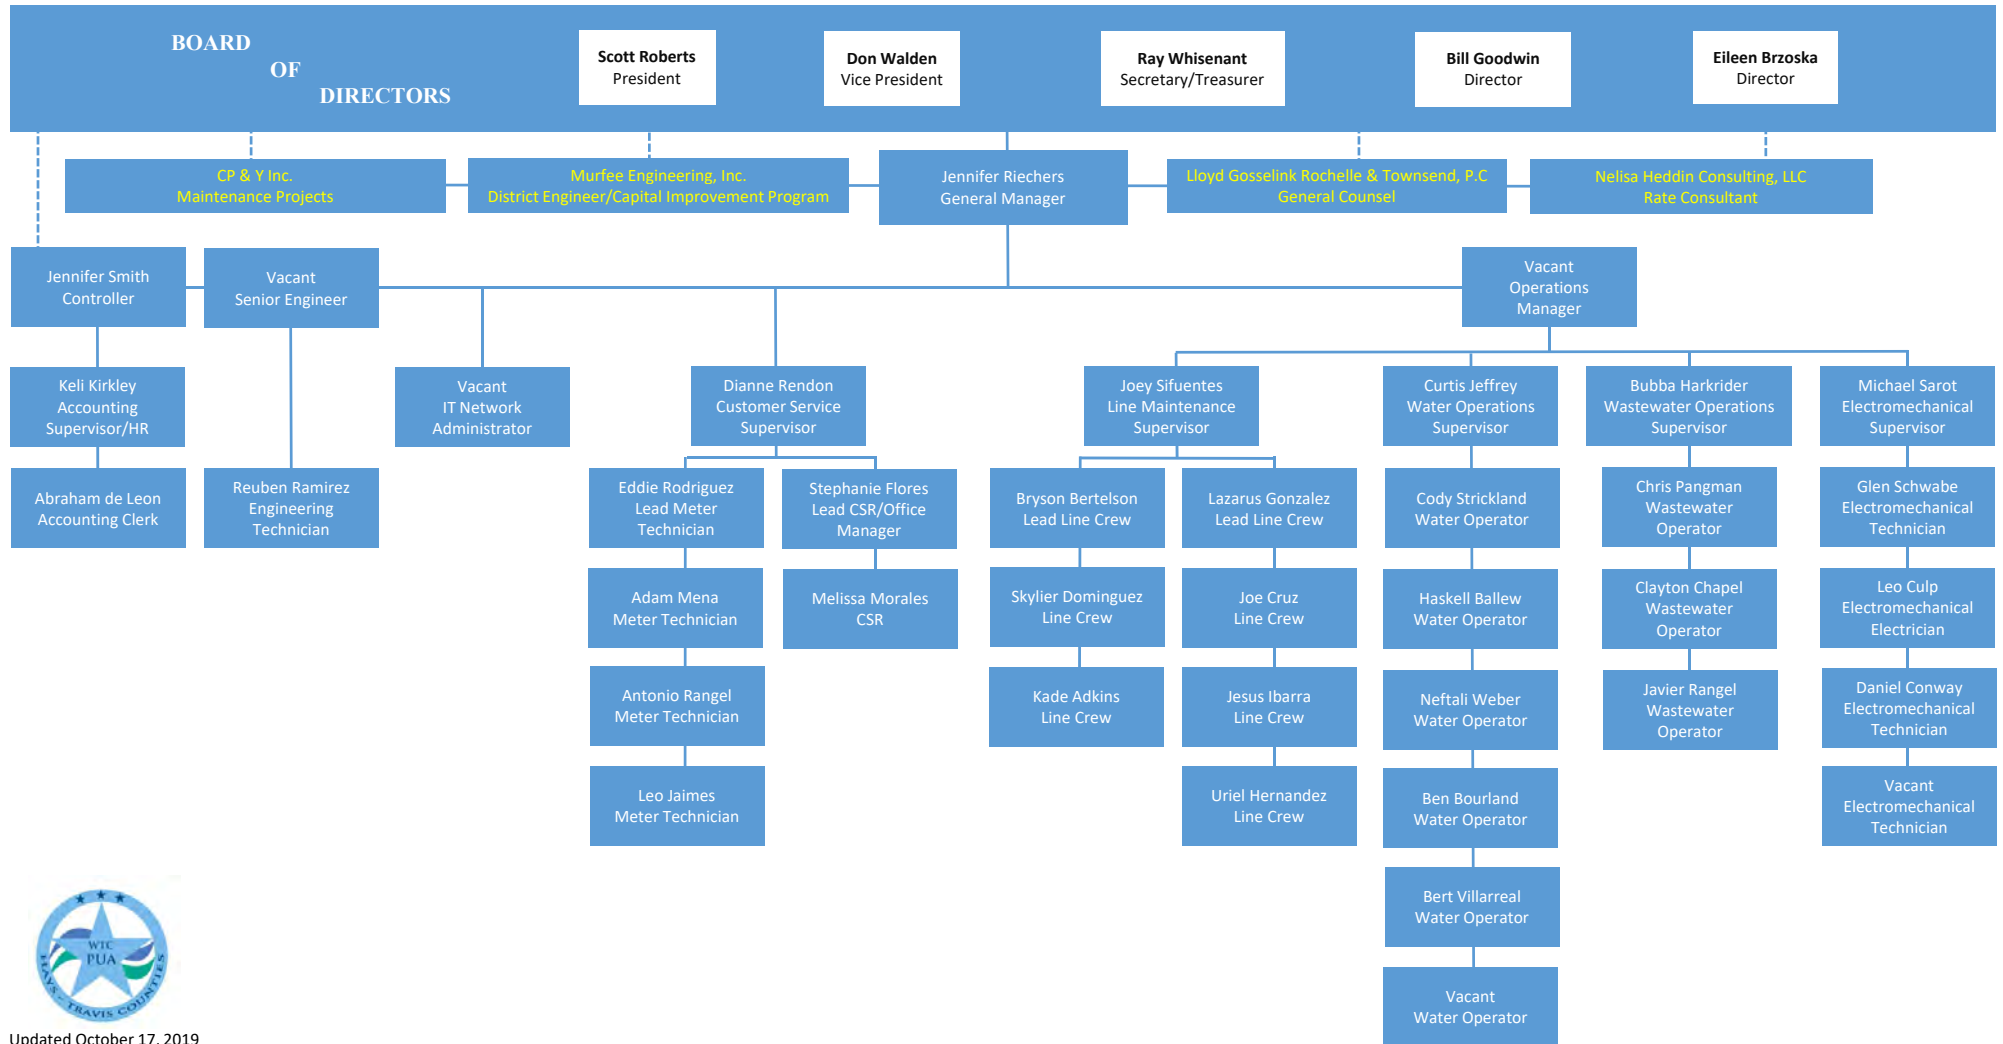 BOARD
OF
DIRECTORS
Scott Roberts
President
Don Walden
Vice President
Ray Whisenant
Secretary/Treasurer
Bill Goodwin
Director
Eileen Brzoska
Director
CP & Y Inc.
Maintenance Projects
Murfee Engineering, Inc.
District Engineer/Capital Improvement Program
Jennifer Riechers
General Manager
Lloyd Gosselink Rochelle & Townsend, P.C
General Counsel
Nelisa Heddin Consulting, LLC
Rate Consultant
Jennifer Smith
Controller
Vacant
Senior Engineer
Vacant
Operations
Manager
Keli Kirkley
Accounting
Supervisor/HR
Vacant
IT Network
Administrator
Dianne Rendon
Customer Service
Supervisor
Joey Sifuentes
Line Maintenance
Supervisor
Curtis Jeffrey
Water Operations
Supervisor
Bubba Harkrider
Wastewater Operations
Supervisor
Michael Sarot
Electromechanical
Supervisor
Abraham de Leon
Accounting Clerk
Reuben Ramirez
Engineering
Technician
Eddie Rodriguez
Lead Meter
Technician
Stephanie Flores
Lead CSR/Office
Manager
Bryson Bertelson
Lead Line Crew
Lazarus Gonzalez
Lead Line Crew
Cody Strickland
Water Operator
Chris Pangman
Wastewater
Operator
Glen Schwabe
Electromechanical
Technician
Adam Mena
Meter Technician
Melissa Morales
CSR
Skylier Dominguez
Line Crew
Joe Cruz
Line Crew
Haskell Ballew
Water Operator
Clayton Chapel
Wastewater
Operator
Leo Culp
Electromechanical
Electrician
Antonio Rangel
Meter Technician
Kade Adkins
Line Crew
Jesus Ibarra
Line Crew
Neftali Weber
Water Operator
Javier Rangel
Wastewater
Operator
Daniel Conway
Electromechanical
Technician
Leo Jaimes
Meter Technician
Uriel Hernandez
Line Crew
Ben Bourland
Water Operator
Vacant
Electromechanical
Technician
Bert Villarreal
Water Operator
Vacant
Water Operator
WTC
PUA
HAYS - TRAVIS COUNTIES
Updated October 17, 2019